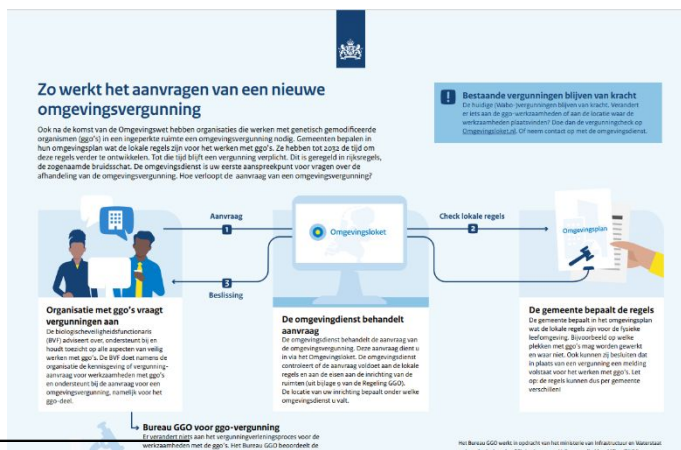 Zo werkt het aanvragen van een nieuwe
omgevingsvergunning
Ook na de komst van de Omgevingswet hebben organisaties die werken met genetisch gemodificeerde
organismen (ggo's) in een ingeperkte ruimte een omgevingsvergunning nodig. Gemeenten bepalen in
hun omgevingsplan wat de lokale regels zijn voor het werken met ggo's. Ze hebben tot 2032 de tijd om
deze regels verder te ontwikkelen. Tot die tijd blijft een vergunning verplicht. Dit is geregeld in rijksregels,
de zogenaamde bruidsschat. De omgevingsdienst is uw eerste aanspreekpunt voor vragen over de
afhandeling van de omgevingsvergunning. Hoe verloopt de aanvraag van een omgevingsvergunning?
! Bestaande vergunningen blijven van kracht
De huidige (Wabo-)vergunningen blijven van kracht. Verandert
er iets aan de ggo-werkzaamheden of aan de locatie waar de
werkzaamheden plaatsvinden? Doe dan de vergunningcheck op
Omgevingsloket.nl. Of neem contact op met de omgevingsdienst.
Aanvraag
1
Omgevingsloket
Check lokale regels
2
Omgevingsplan
3
Beslissing
Organisatie met ggo's vraagt
vergunningen aan
De biologischeveiligheidsfunctionaris
(BVF) adviseert over, ondersteunt bij en
houdt toezicht op alle aspecten van veilig
werken met ggo's. De BVF doet namens de
organisatie de kennisgeving of vergunning-
aanvraag voor werkzaamheden met ggo's
en ondersteunt bij de aanvraag voor een
omgevingsvergunning, namelijk voor het
ggo-deel.
De omgevingdienst behandelt
aanvraag
De omgevingsdienst behandelt de aanvraag van
de omgevingsvergunning. Deze aanvraag dient u
in via het Omgevingsloket. De omgevingsdienst
controleert of de aanvraag voldoet aan de lokale
regels en aan de eisen aan de inrichting van de
ruimten (uit bijlage 9 van de Regeling GGO).
De locatie van uw inrichting bepaalt onder welke
omgevingsdienst u valt.
De gemeente bepaalt de regels
De gemeente bepaalt in het omgevingsplan
wat de lokale regels zijn voor de fysieke
leefomgeving. Bijvoorbeeld op welke
plekken met ggo's mag worden gewerkt
en waar niet. Ook kunnen zij besluiten dat
in plaats van een vergunning een melding
volstaat voor het werken met ggo's. Let
op: de regels kunnen dus per gemeente
verschillen!
Bureau GGO voor ggo-vergunning
Er verandert niets aan het vergunningverleningsproces voor de
werkzaamheden met de ggo's. Het Bureau GGO beoordeelt de
Het Bureau GGO werkt in opdracht van het ministerie van Infrastructuur en Waterstaat